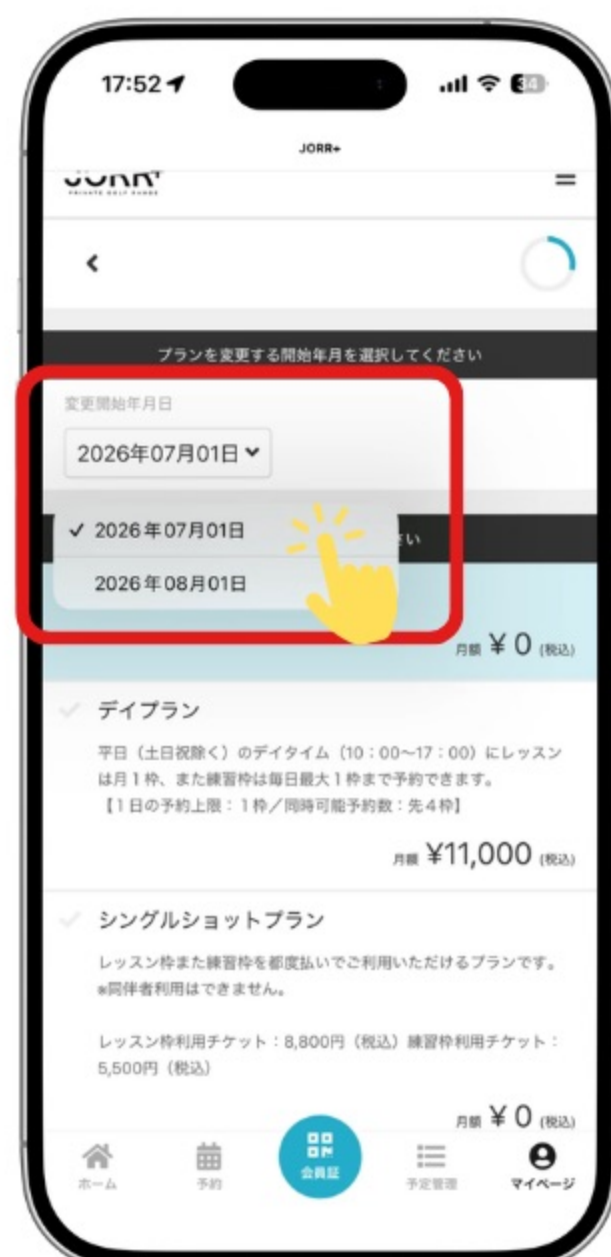 17:52
34
JORR+
JORR+
PRIVATE GOLF RANGE
プランを変更する開始年月を選択してください
変更開始年月日
2026年07月01日
✓ 2026年07月01日
さい
2026年08月01日
月額 ¥0 (税込)
デイプラン
平日（土日祝除く）のデイタイム（10：00〜17：00）にレッスン
は月1枠、また練習枠は毎日最大1枠まで予約できます。
【1日の予約上限：1枠／同時可能予約数：先4枠】
月額 ¥11,000 (税込)
シングルショットプラン
レッスン枠また練習枠を都度払いでご利用いただけるプランです。
※同伴者利用はできません。
レッスン枠利用チケット：8,800円（税込）練習枠利用チケット：
5,500円（税込）
月額 ¥0 (税込)
ホーム
予約
会員証
予定管理
マイページ